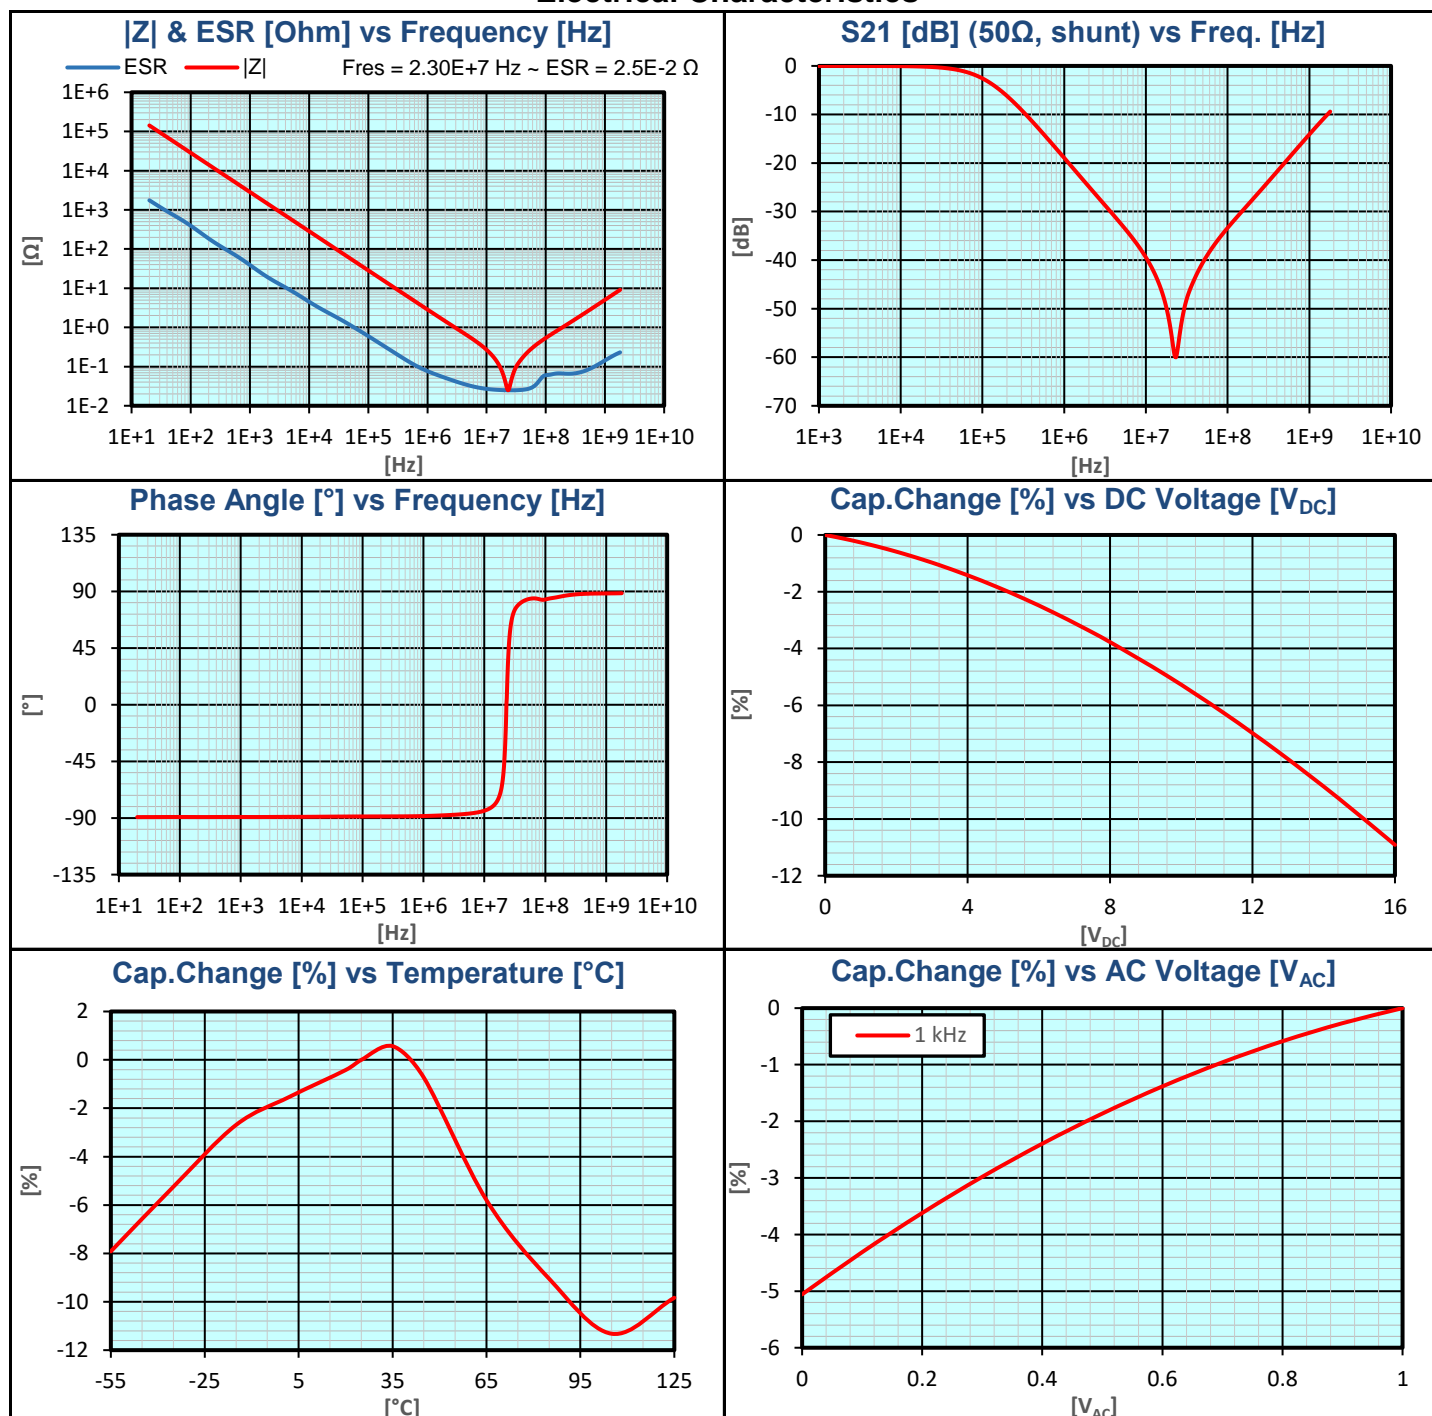 |Z| & ESR [Ohm] vs Frequency [Hz]
ESR |Z| Fres = 2.30E+7 Hz ~ ESR = 2.5E-2 Ω
1E+6
1E+5
1E+4
1E+3
1E+2
1E+1
1E+0
1E-1
1E-2
[Ω]
1E+1 1E+2 1E+3 1E+4 1E+5 1E+6 1E+7 1E+8 1E+9 1E+10
[Hz]
S21 [dB] (50Ω, shunt) vs Freq. [Hz]
0
-10
-20
-30
-40
-50
-60
-70
[dB]
1E+3 1E+4 1E+5 1E+6 1E+7 1E+8 1E+9 1E+10
[Hz]
Phase Angle [°] vs Frequency [Hz]
135
90
45
0
-45
-90
-135
[°]
1E+1 1E+2 1E+3 1E+4 1E+5 1E+6 1E+7 1E+8 1E+9 1E+10
[Hz]
Cap.Change [%] vs DC Voltage [VDC]
0
-2
-4
-6
-8
-10
-12
[%]
0 4 8 12 16
[VDC]
Cap.Change [%] vs Temperature [°C]
2
0
-2
-4
-6
-8
-10
-12
[%]
-55 -25 5 35 65 95 125
[°C]
Cap.Change [%] vs AC Voltage [VAC]
1 kHz
0
-1
-2
-3
-4
-5
-6
[%]
0 0.2 0.4 0.6 0.8 1
[VAC]